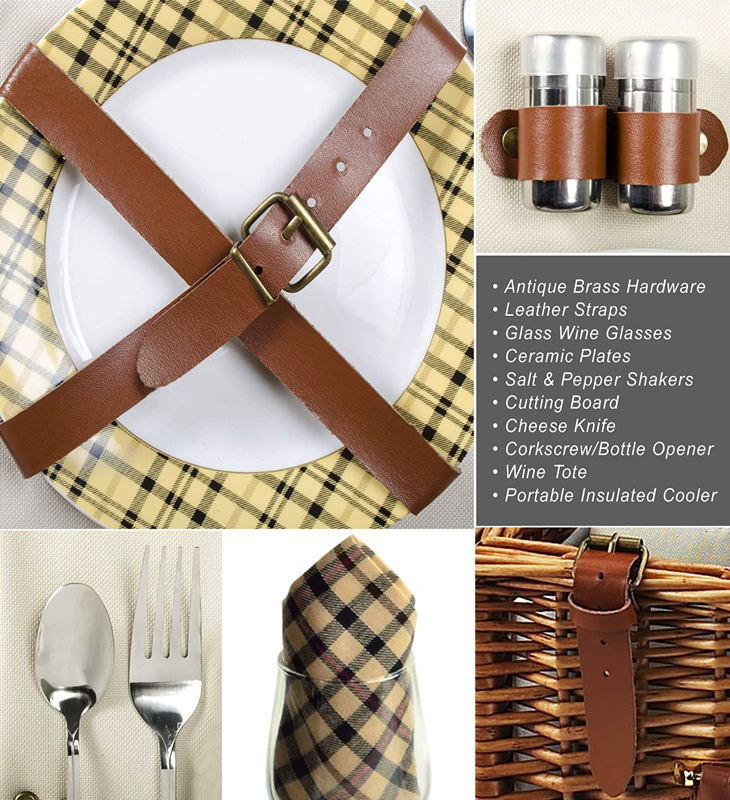 • Antique Brass Hardware
• Leather Straps
• Glass Wine Glasses
• Ceramic Plates
• Salt & Pepper Shakers
• Cutting Board
• Cheese Knife
• Corkscrew/Bottle Opener
• Wine Tote
• Portable Insulated Cooler